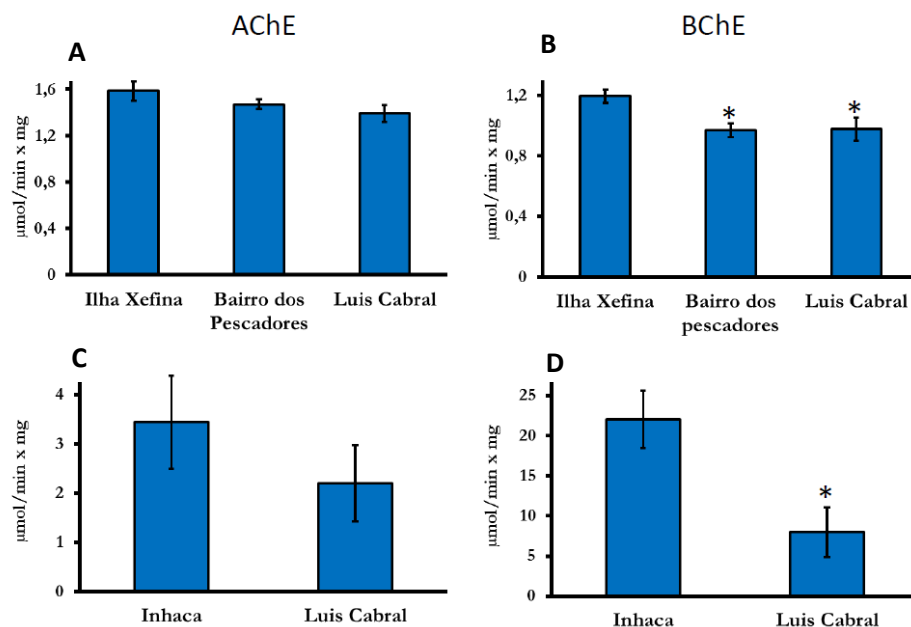 AChE
BChE
A
µmol/min x mg
1,6
1,2
0,8
0,4
0
Ilha Xefina
Bairro dos
Pescadores
Luis Cabral
B
µmol/min x mg
1,2
0,8
0,4
0
*
*
Ilha Xefina
Bairro dos
pescadores
Luis Cabral
C
µmol/min x mg
4
3
2
1
0
Inhaca
Luis Cabral
D
µmol/min x mg
25
20
15
10
5
0
*
Inhaca
Luis Cabral